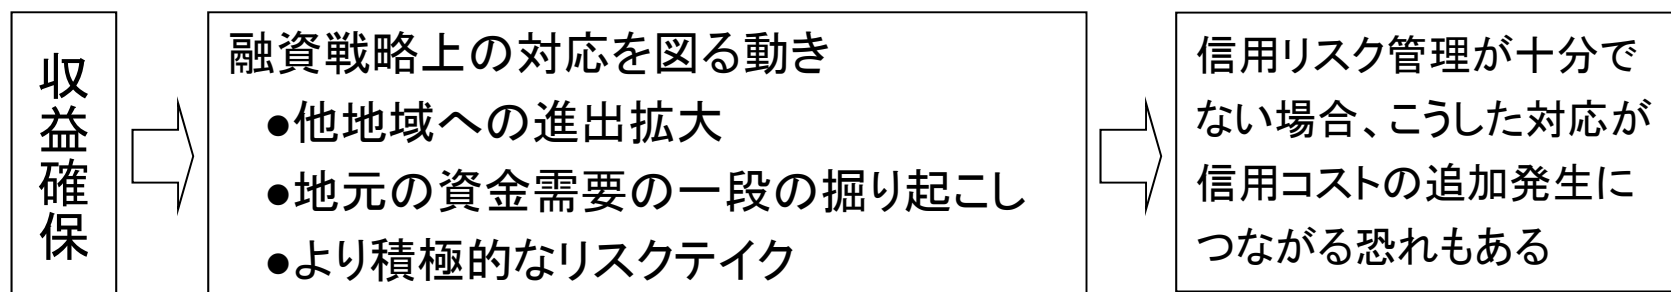 収益確保
融資戦略上の対応を図る動き
●他地域への進出拡大
●地元の資金需要の一段の掘り起こし
●より積極的なリスクテイク
信用リスク管理が十分で
ない場合、こうした対応が
信用コストの追加発生に
つながる恐れもある